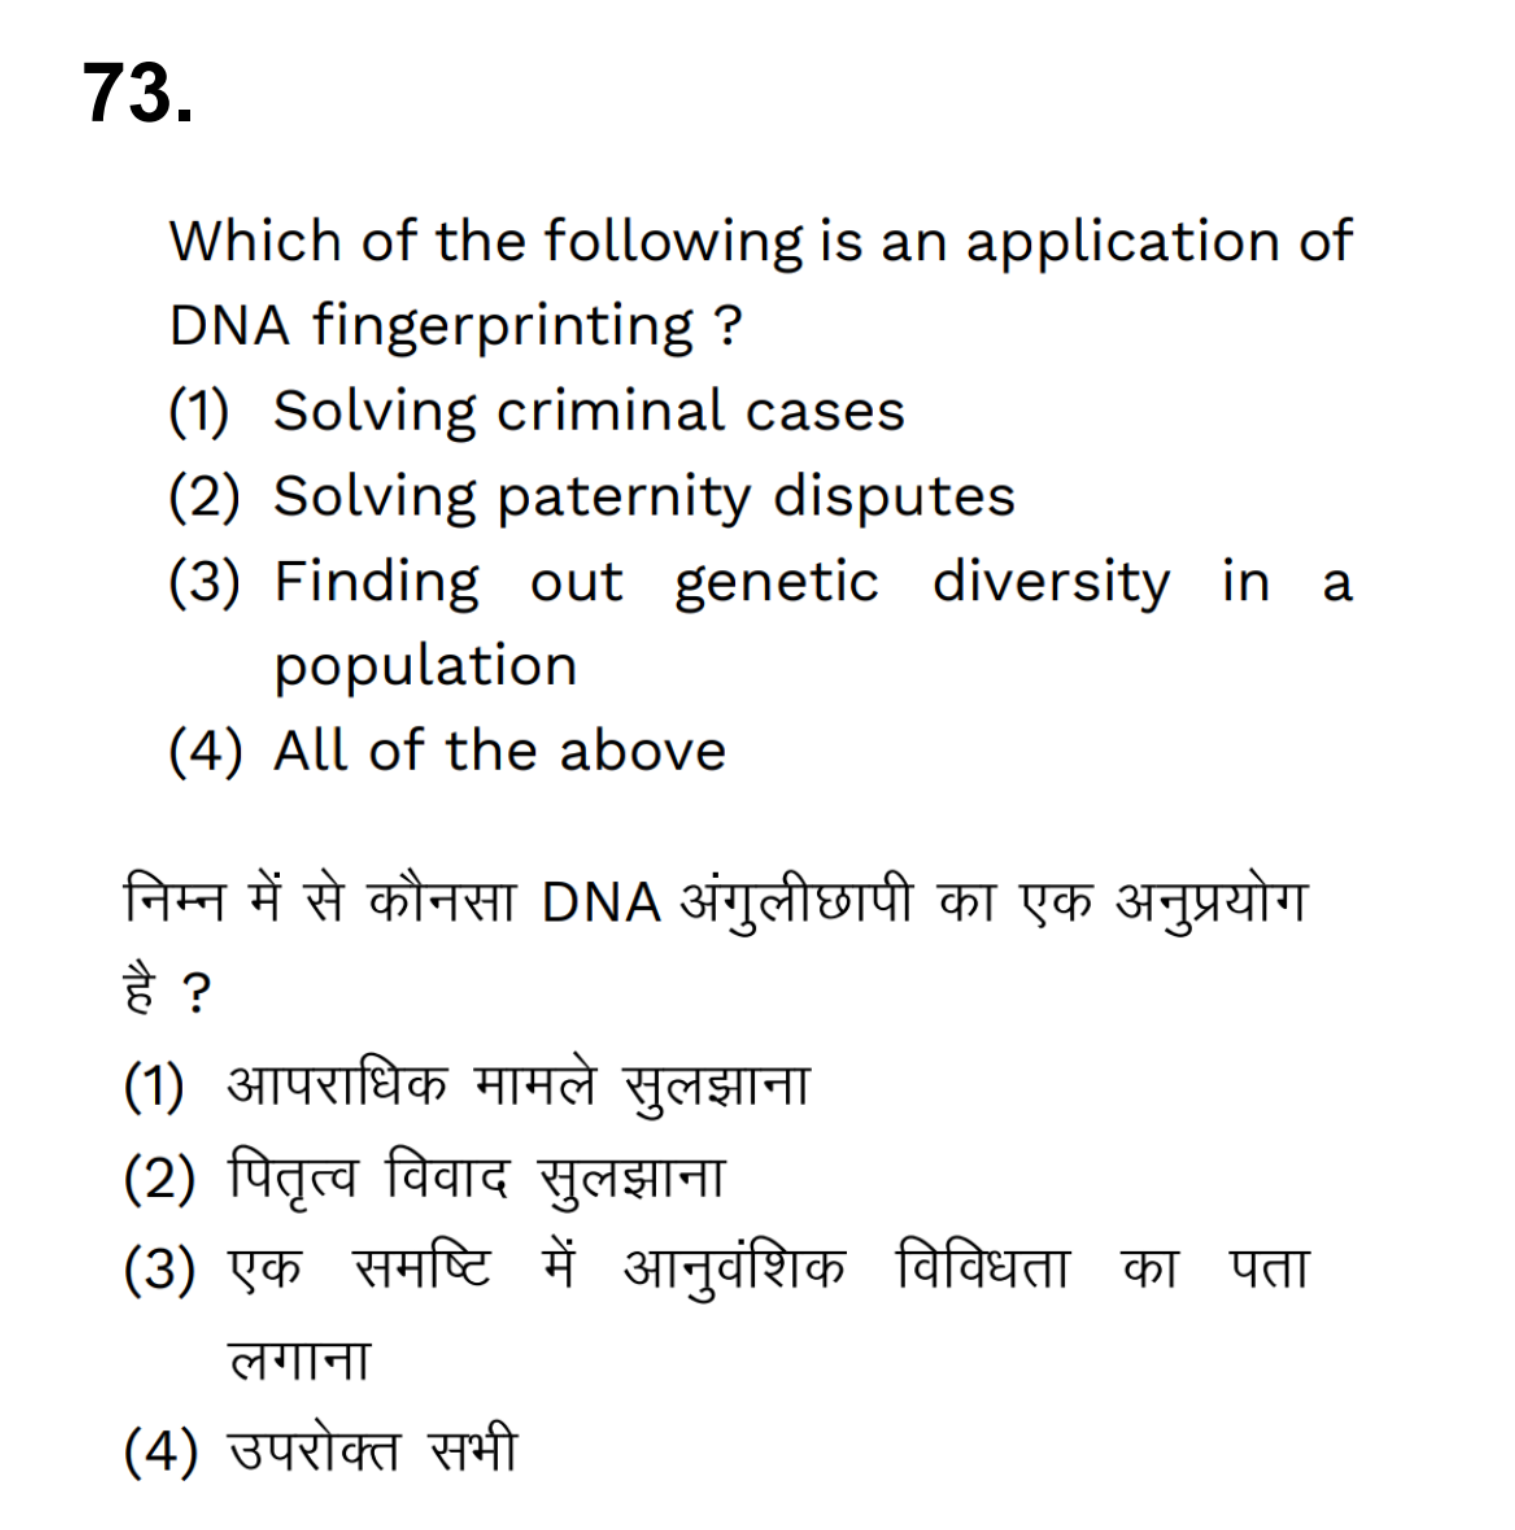 73.
Which of the following is an application of
DNA fingerprinting ?
(1) Solving criminal cases
(2) Solving paternity disputes
(3) Finding out genetic diversity in a
population
(4) All of the above
निम्न में से कौनसा DNA अंगुलीछापी का एक अनुप्रयोग
है ?
(1) आपराधिक मामले सुलझाना
(2) पितृत्व विवाद सुलझाना
(3) एक समष्टि में आनुवंशिक विविधता का पता
लगाना
(4) उपरोक्त सभी